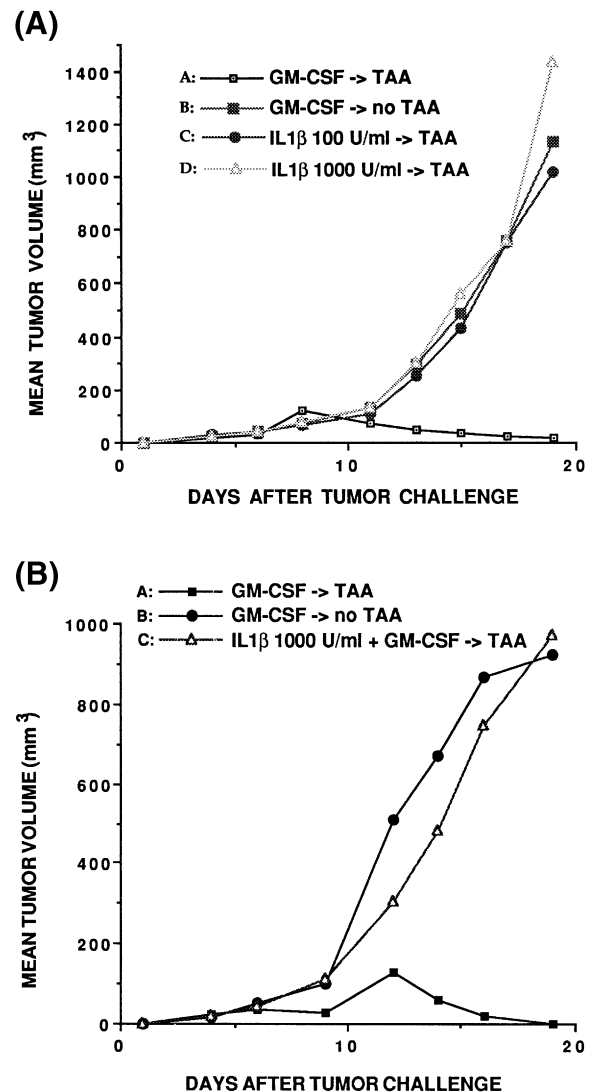 (A)
A: GM-CSF -> TAA
B: GM-CSF -> no TAA
C: IL1β 100 U/ml -> TAA
D: IL1β 1000 U/ml -> TAA
MEAN TUMOR VOLUME (mm3)
1400
1200
1000
800
600
400
200
0
0 10 20
DAYS AFTER TUMOR CHALLENGE
(B)
A: GM-CSF -> TAA
B: GM-CSF -> no TAA
C: IL1β 1000 U/ml + GM-CSF -> TAA
MEAN TUMOR VOLUME (mm3)
1000
800
600
400
200
0
0 10 20
DAYS AFTER TUMOR CHALLENGE